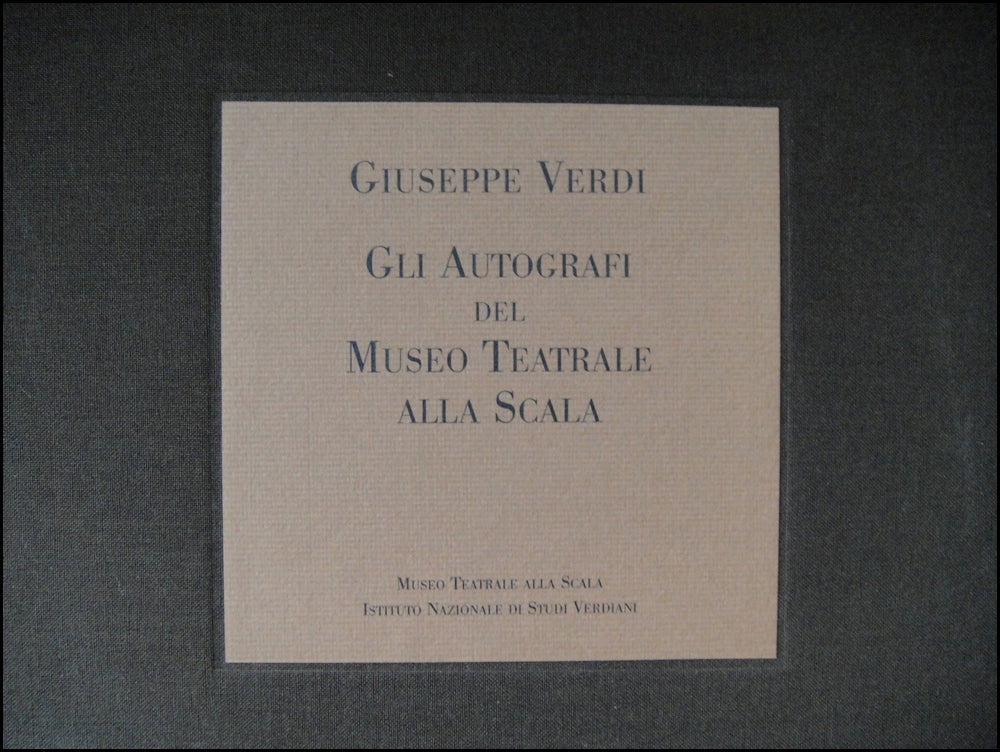 Giuseppe Verdi
Gli Autografi
del
Museo Teatrale
alla Scala
Museo Teatrale alla Scala
Istituto Nazionale di Studi Verdiani